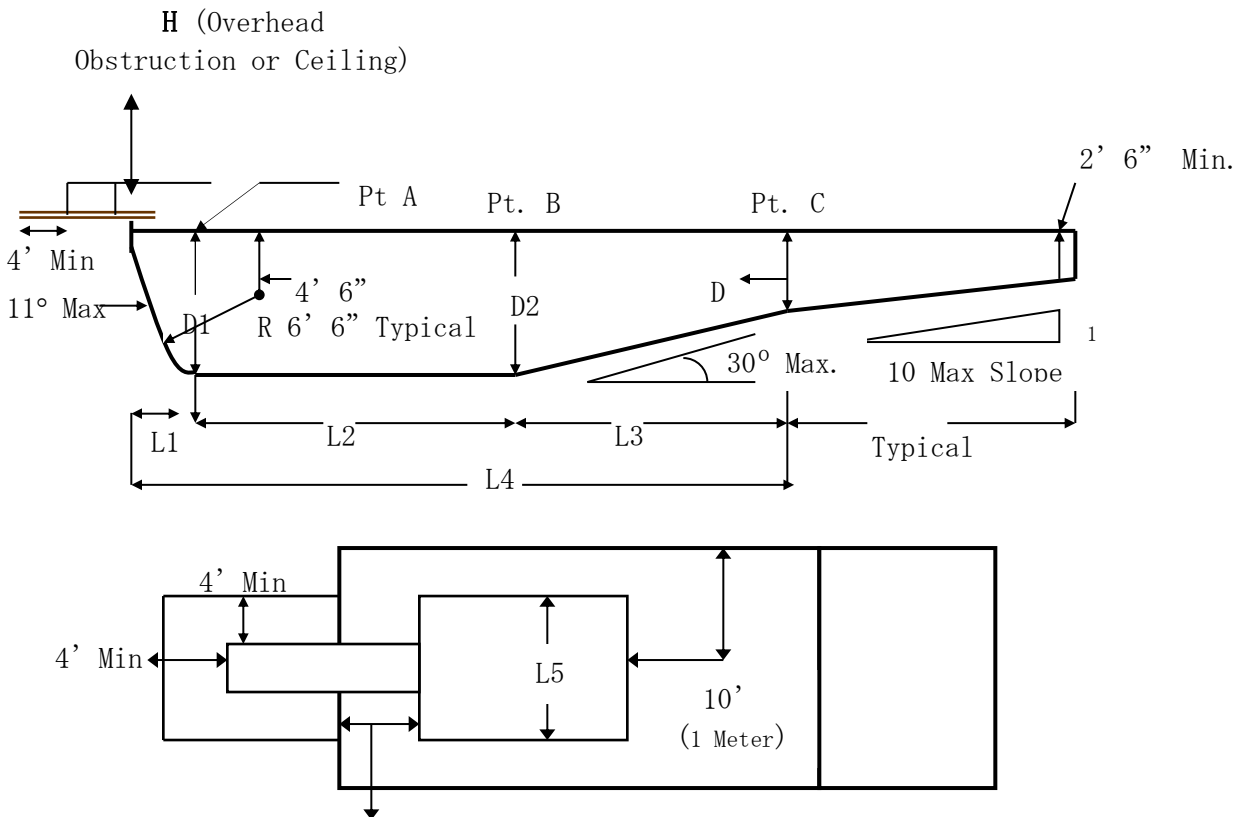 H (Overhead
Obstruction or Ceiling)
2’ 6” Min.
Pt A
Pt. B
Pt. C
4’ Min
11° Max
4’ 6”
D
D1
R 6’ 6” Typical
D2
1
30° Max.
10 Max Slope
L1
L2
L3
Typical
L4
4’ Min
4’ Min
L5
10’
(1 Meter)